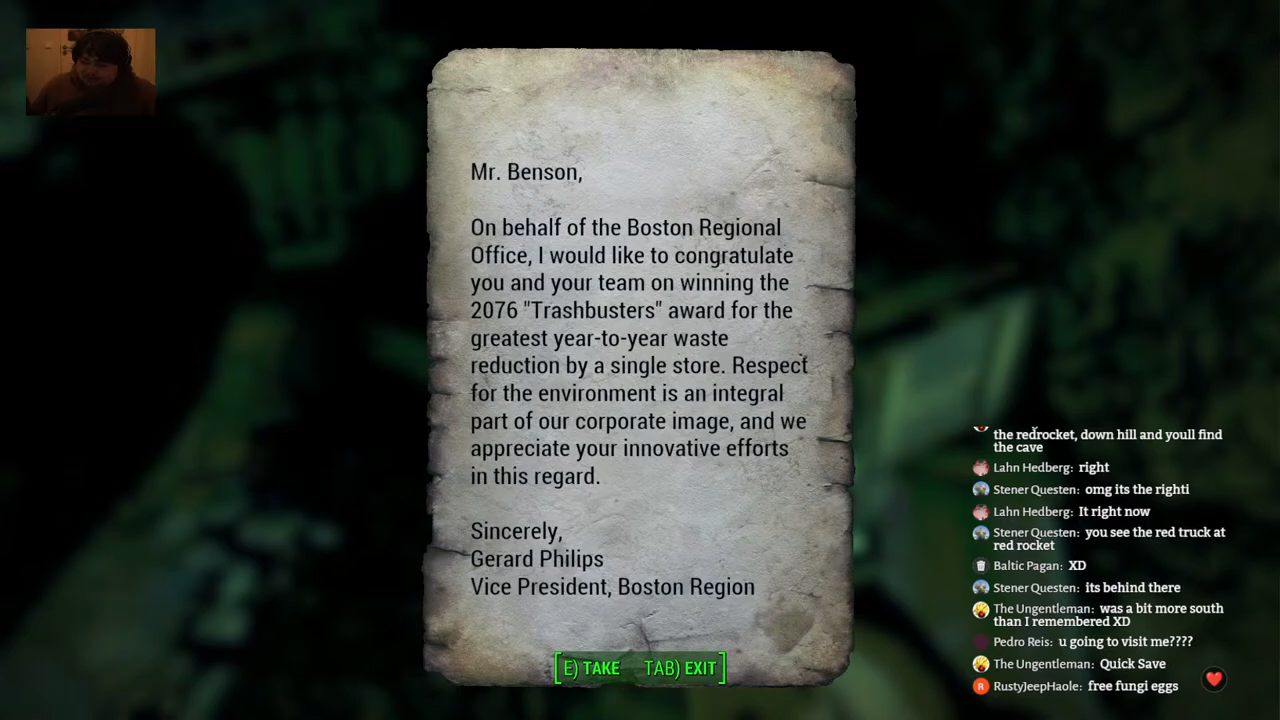 Mr. Benson,
On behalf of the Boston Regional
Office, I would like to congratulate
you and your team on winning the
2076 "Trashbusters" award for the
greatest year-to-year waste
reduction by a single store. Respect
for the environment is an integral
part of our corporate image, and we
appreciate your innovative efforts
in this regard.
Sincerely,
Gerard Philips
Vice President, Boston Region
E) TAKE TAB) EXIT
the redrocket, down hill and youll find
the cave
Lahn Hedberg: right
Stener Questen: omg its the righti
Lahn Hedberg: It right now
Stener Questen: you see the red truck at
red rocket
Baltic Pagan: XD
Stener Questen: its behind there
The Ungentleman: was a bit more south
than I remembered XD
Pedro Reis: u going to visit me????
The Ungentleman: Quick Save
R RustyJeepHaole: free fungi eggs